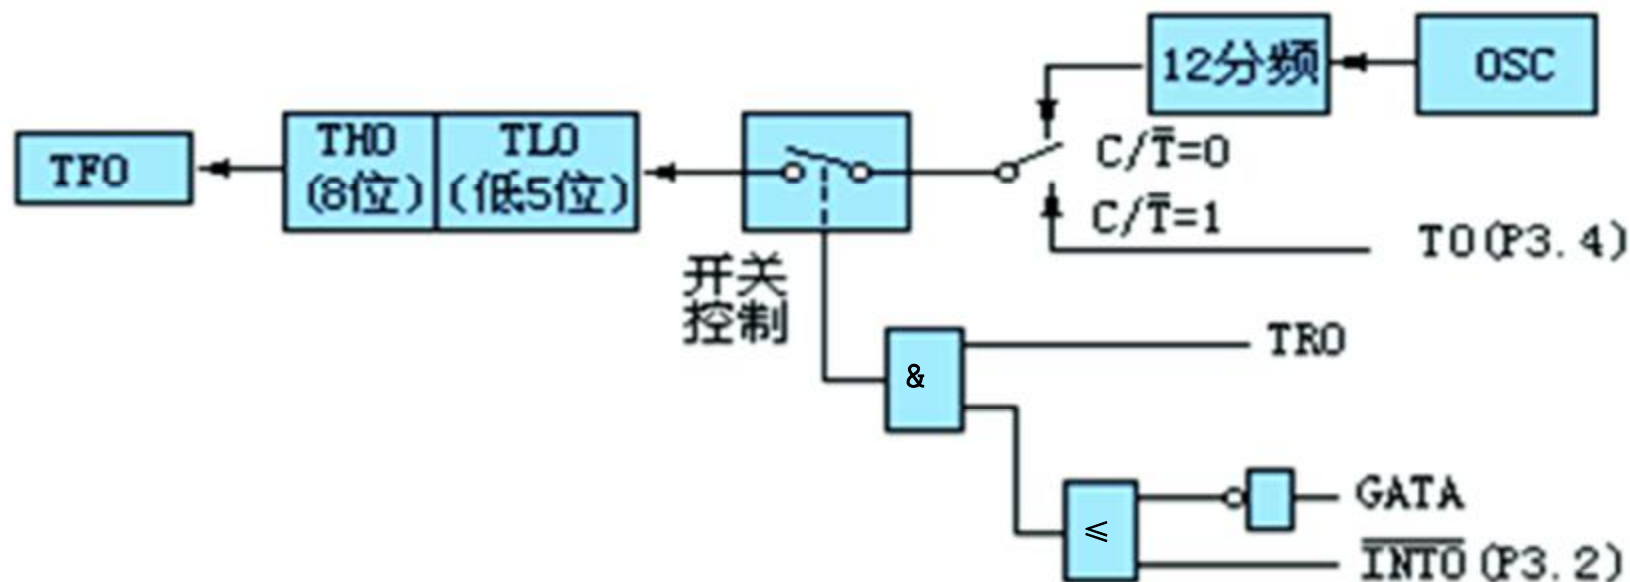 12分频
OSC
TF0
TH0
(8位)
TL0
(低5位)
C/T̅=0
C/T̅=1
T0(P3.4)
开关
控制
&
TR0
≤
GATA
I̅N̅T̅0̅(P3.2)